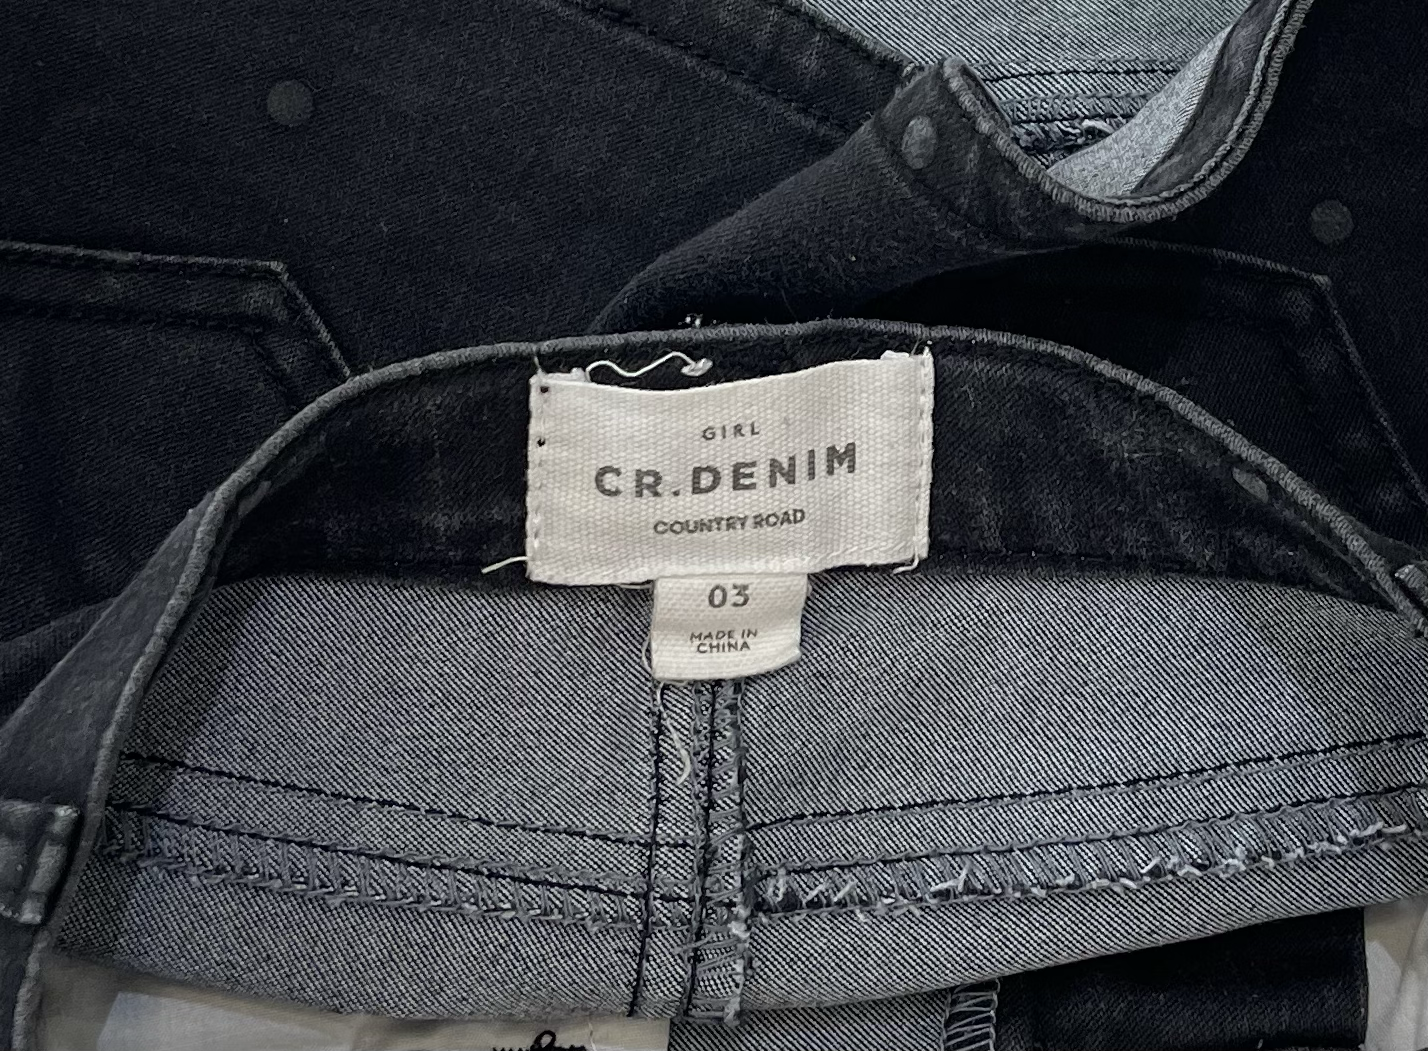 GIRL
CR.DENIM
COUNTRY ROAD
03
MADE IN
CHINA